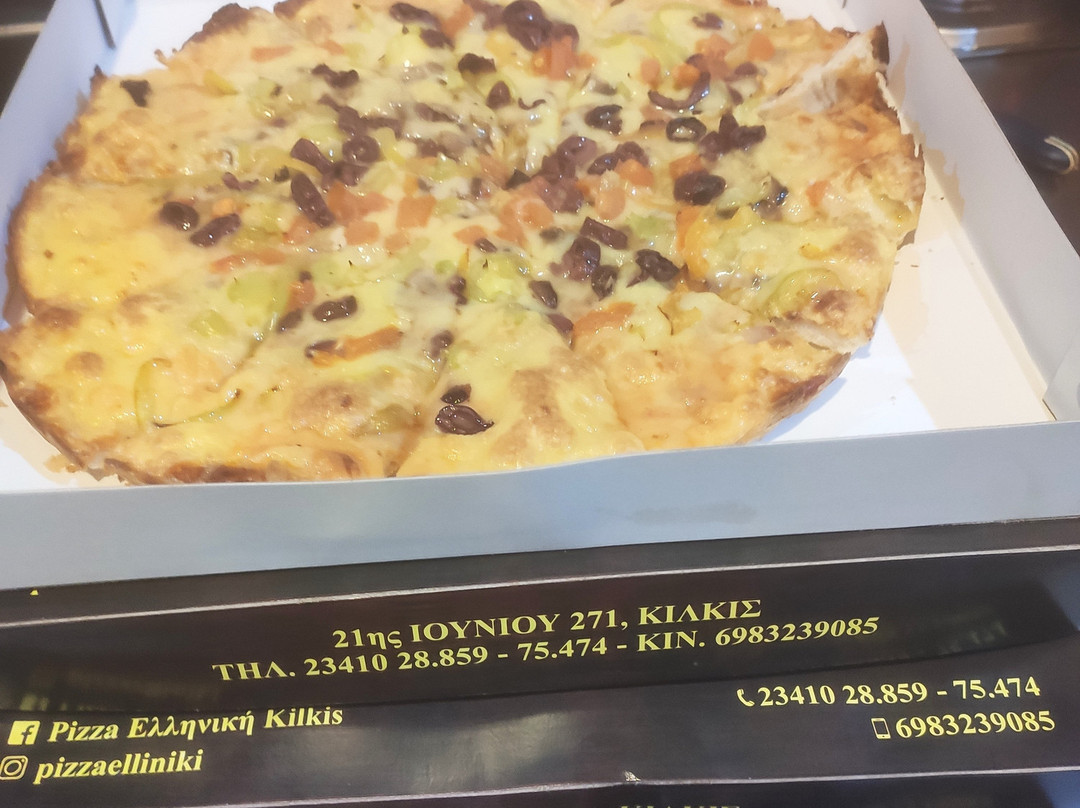 21ης ΙΟΥΝΙΟΥ 271, ΚΙΛΚΙΣ
ΤΗΛ. 23410 28.859 - 75.474 - ΚΙΝ. 6983239085
Pizza Ελληνική Kilkis
pizzaelliniki
23410 28.859 - 75.474
6983239085